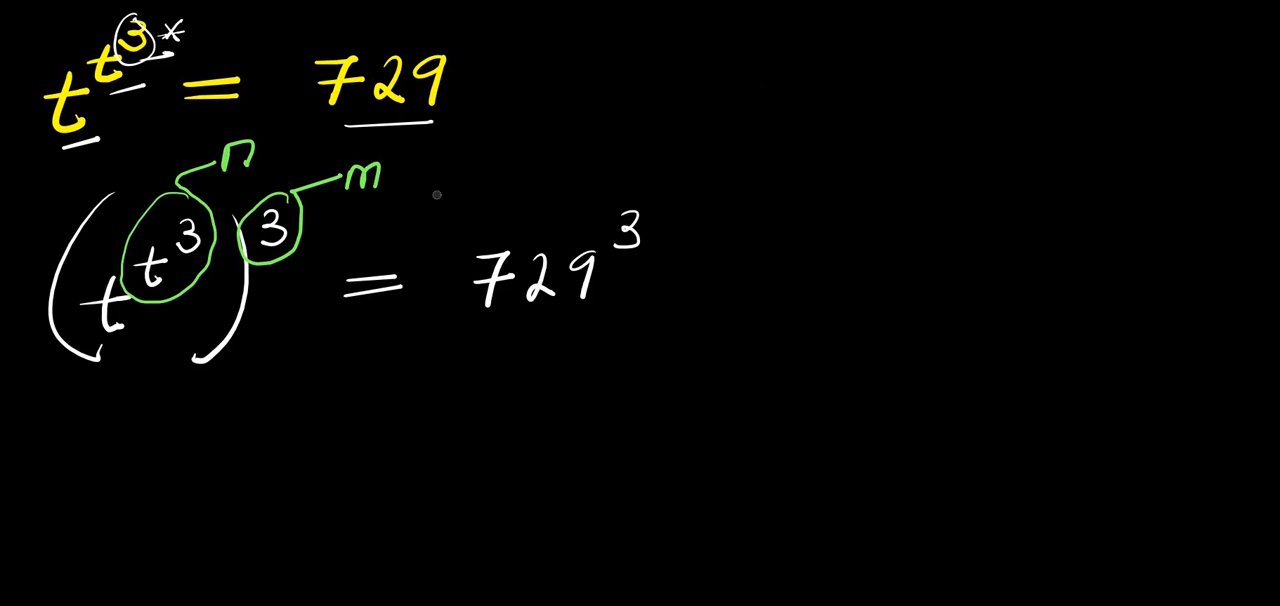 t^t^3* = 729
n
m
(t^t^3)^3 = 729^3